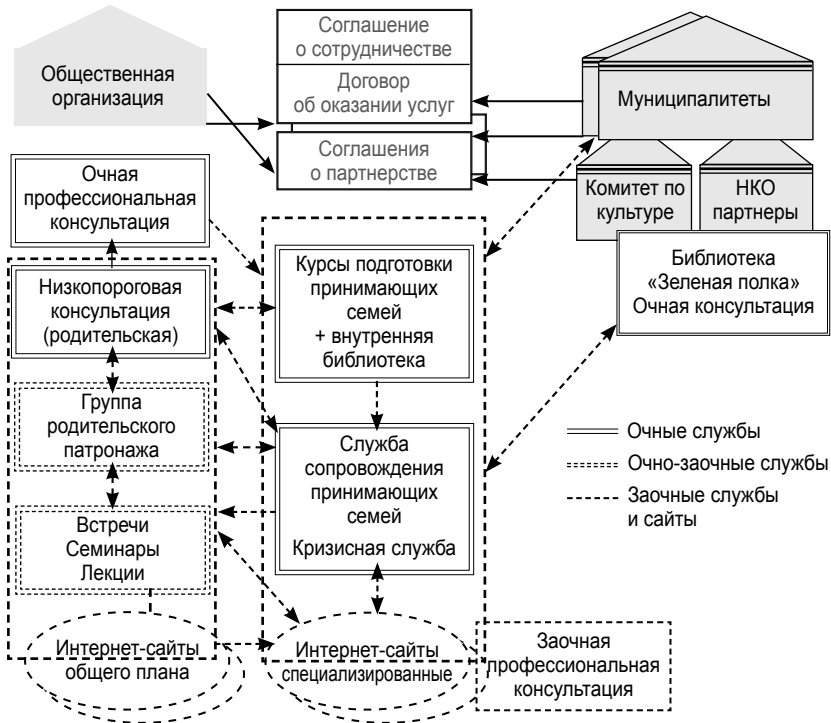 Общественная
организация
Соглашение
о сотрудничестве
Договор
об оказании услуг
Соглашения
о партнерстве
Муниципалитеты
Комитет по
культуре
НКО
партнеры
Библиотека
«Зеленая полка»
Очная консультация
Очная
профессиональная
консультация
Низкопороговая
консультация
(родительская)
Группа
родительского
патронажа
Встречи
Семинары
Лекции
Интернет-сайты
общего плана
Курсы подготовки
принимающих
семей
+ внутренняя
библиотека
Служба
сопровождения
принимающих
семей
Кризисная служба
Интернет-сайты
специализированные
Заочная
профессиональная
консультация
Очные службы
Очно-заочные службы
Заочные службы
и сайты